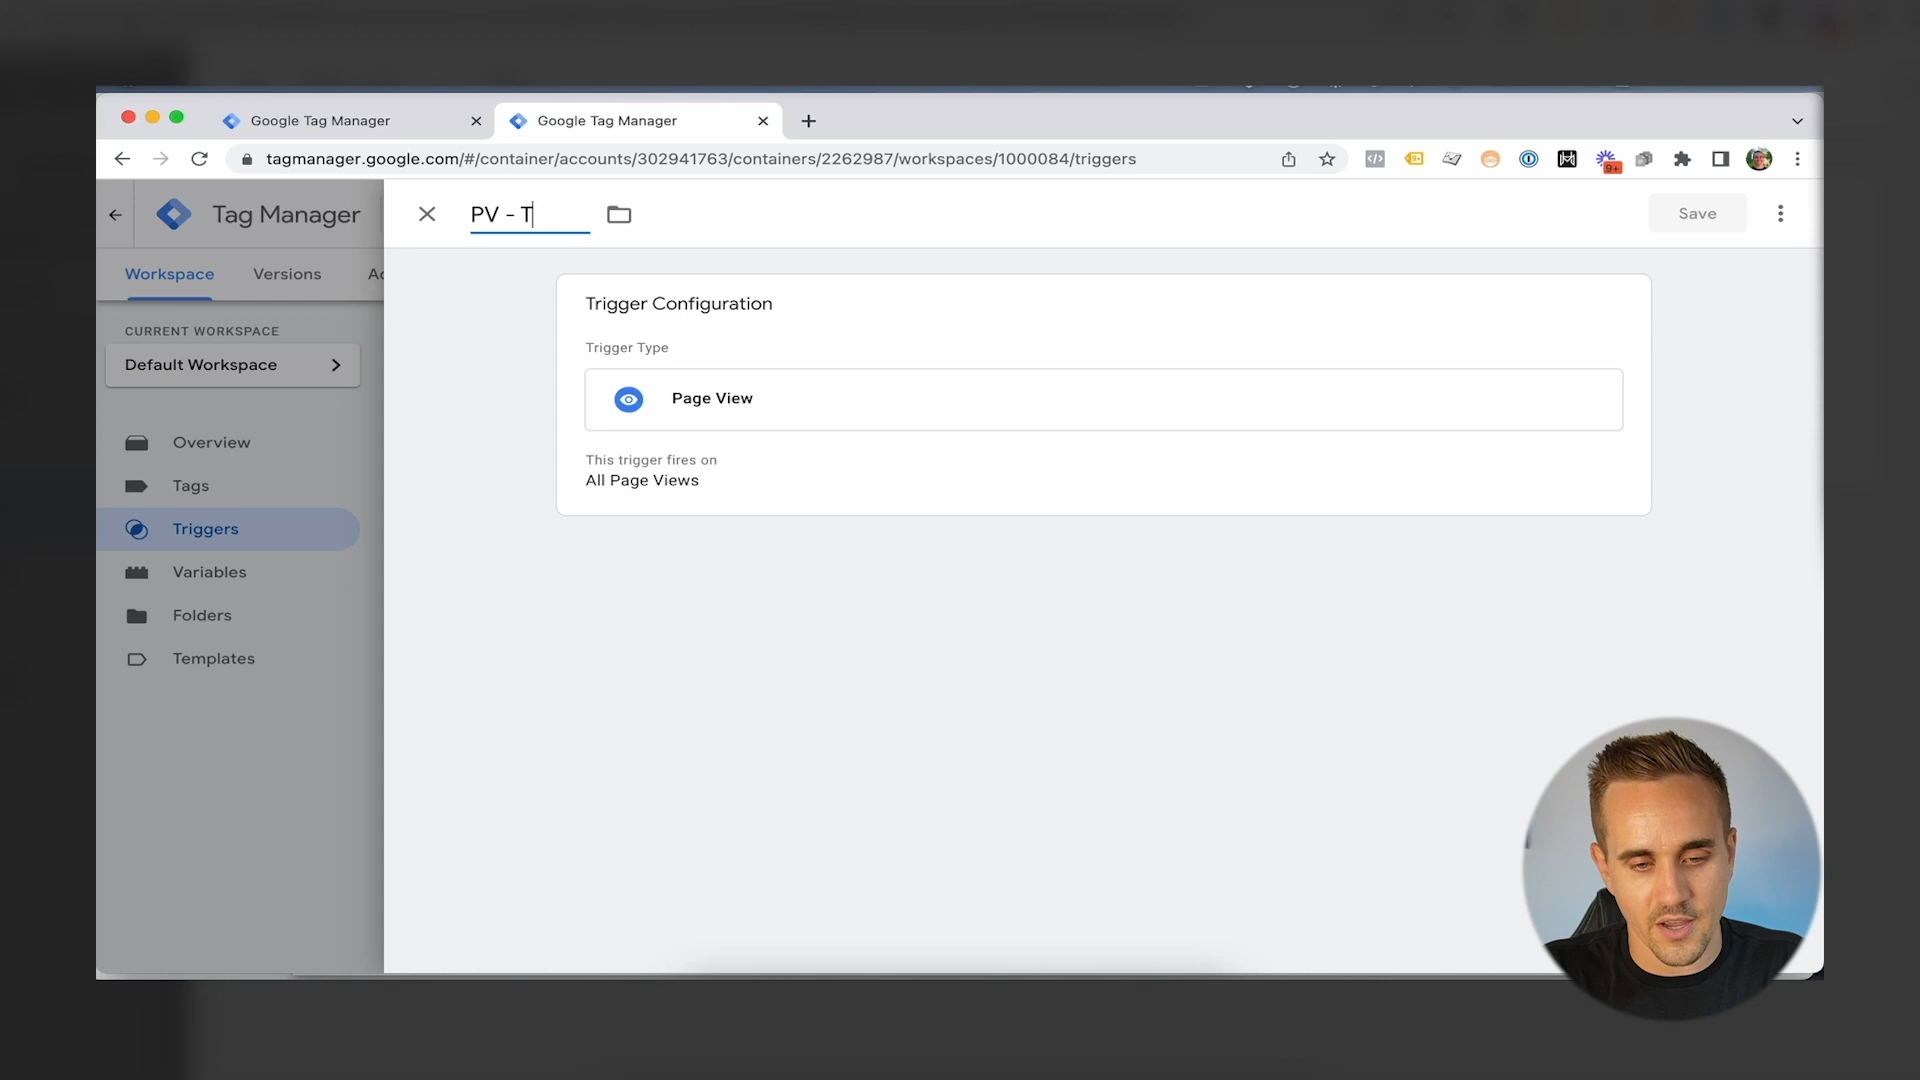 Google Tag Manager
Google Tag Manager
tagmanager.google.com/#/container/accounts/302941763/containers/2262987/workspaces/1000084/triggers
9+
Tag Manager
PV - T
Save
Workspace
Versions
Ad
Trigger Configuration
CURRENT WORKSPACE
Default Workspace
Trigger Type
Page View
This trigger fires on
All Page Views
Overview
Tags
Triggers
Variables
Folders
Templates